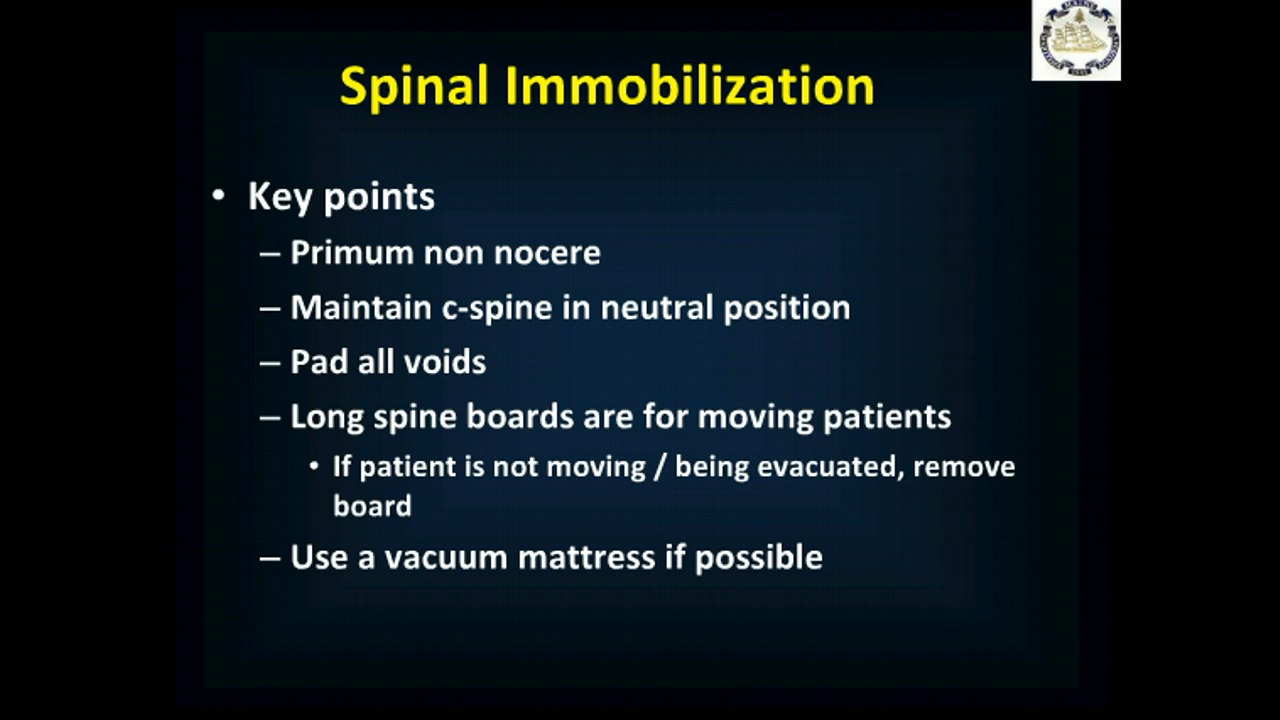 Spinal Immobilization
• Key points
– Primum non nocere
– Maintain c-spine in neutral position
– Pad all voids
– Long spine boards are for moving patients
• If patient is not moving / being evacuated, remove
board
– Use a vacuum mattress if possible